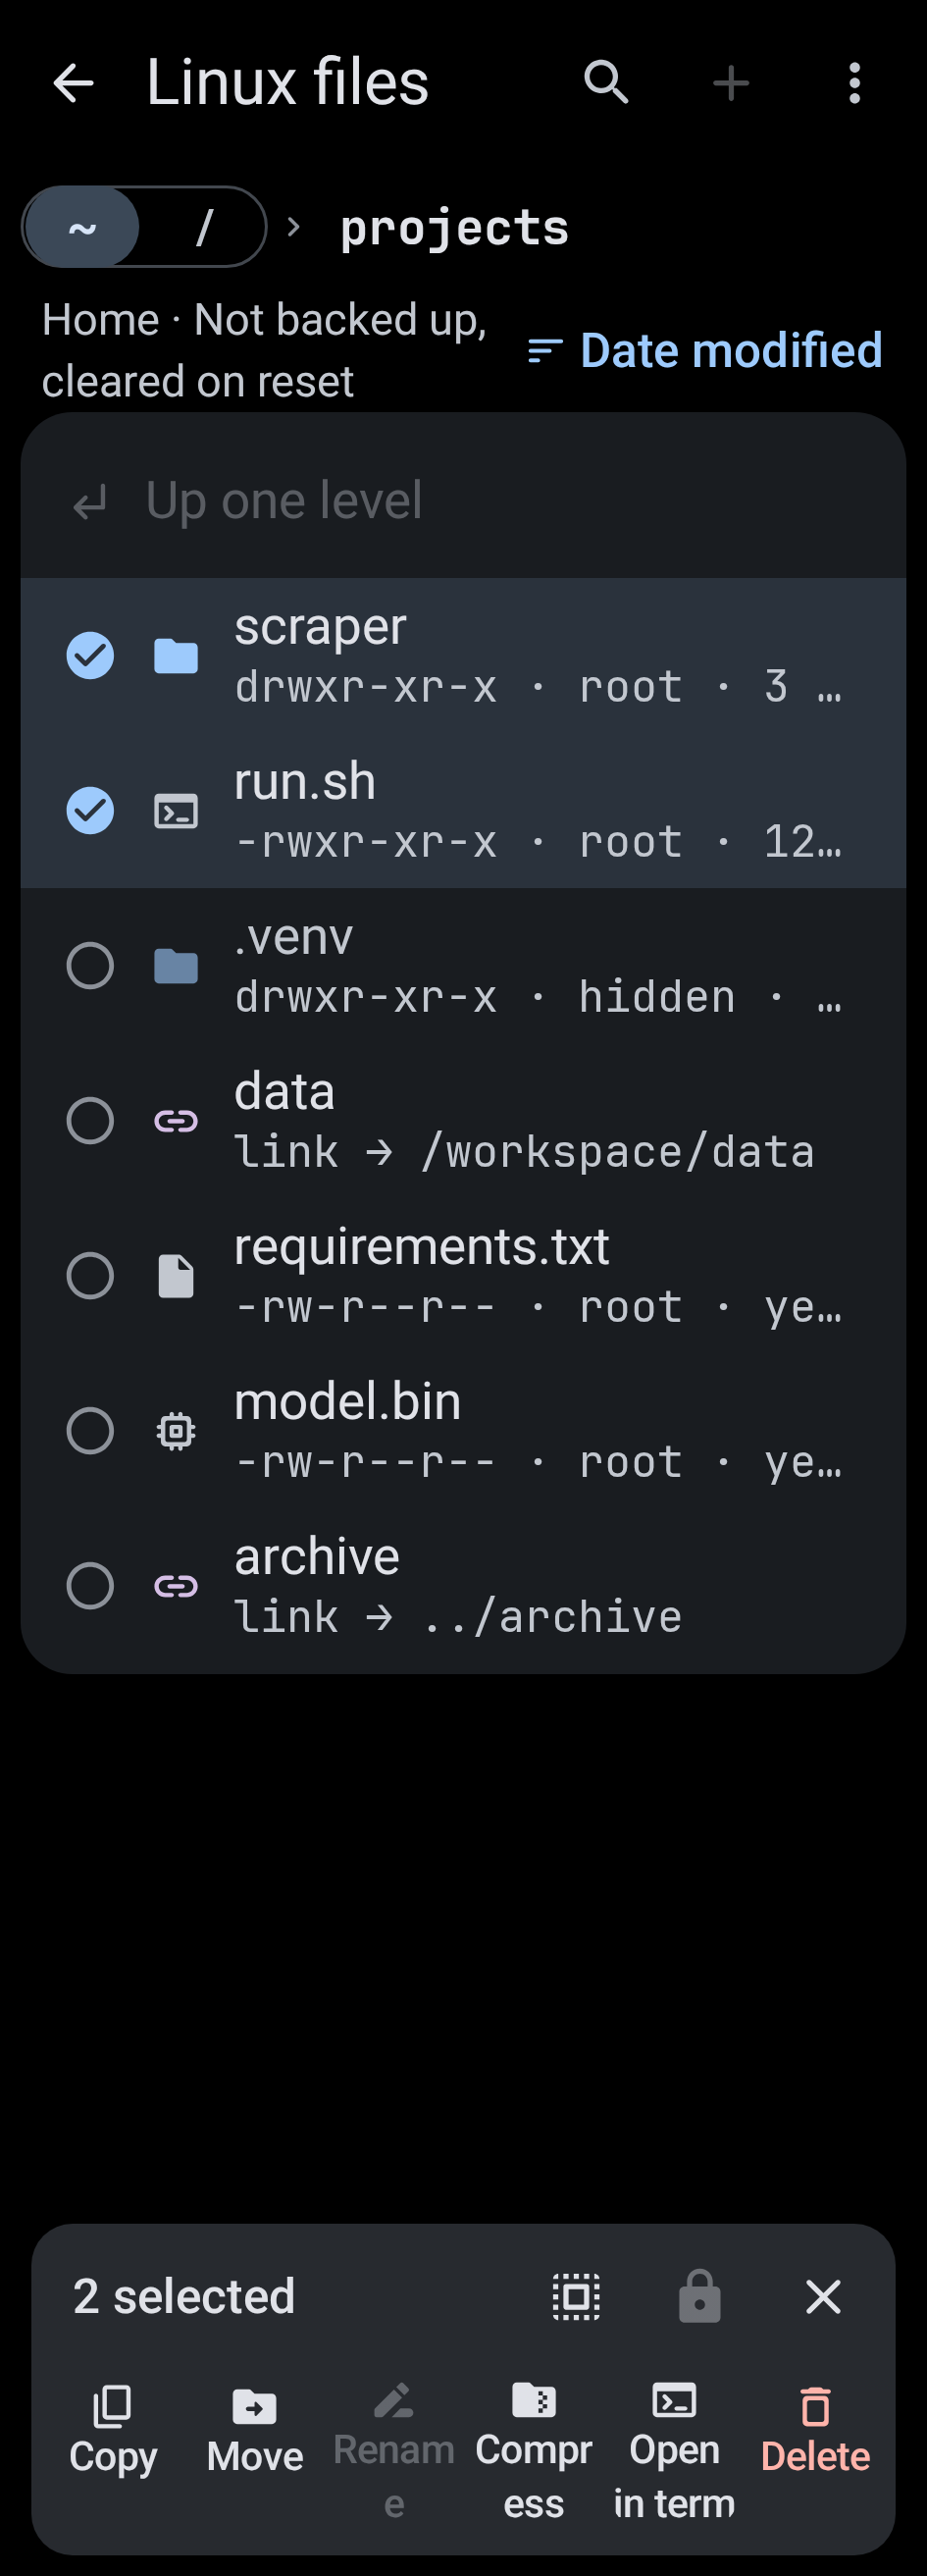 Linux files
~ / › projects
Home · Not backed up,
cleared on reset
Date modified
Up one level
scraper
drwxr-xr-x · root · 3 …
run.sh
-rwxr-xr-x · root · 12…
.venv
drwxr-xr-x · hidden · …
data
link → /workspace/data
requirements.txt
-rw-r--r-- · root · ye…
model.bin
-rw-r--r-- · root · ye…
archive
link → ../archive
2 selected
Copy
Move
Renam
e
Compr
ess
Open
in term
Delete